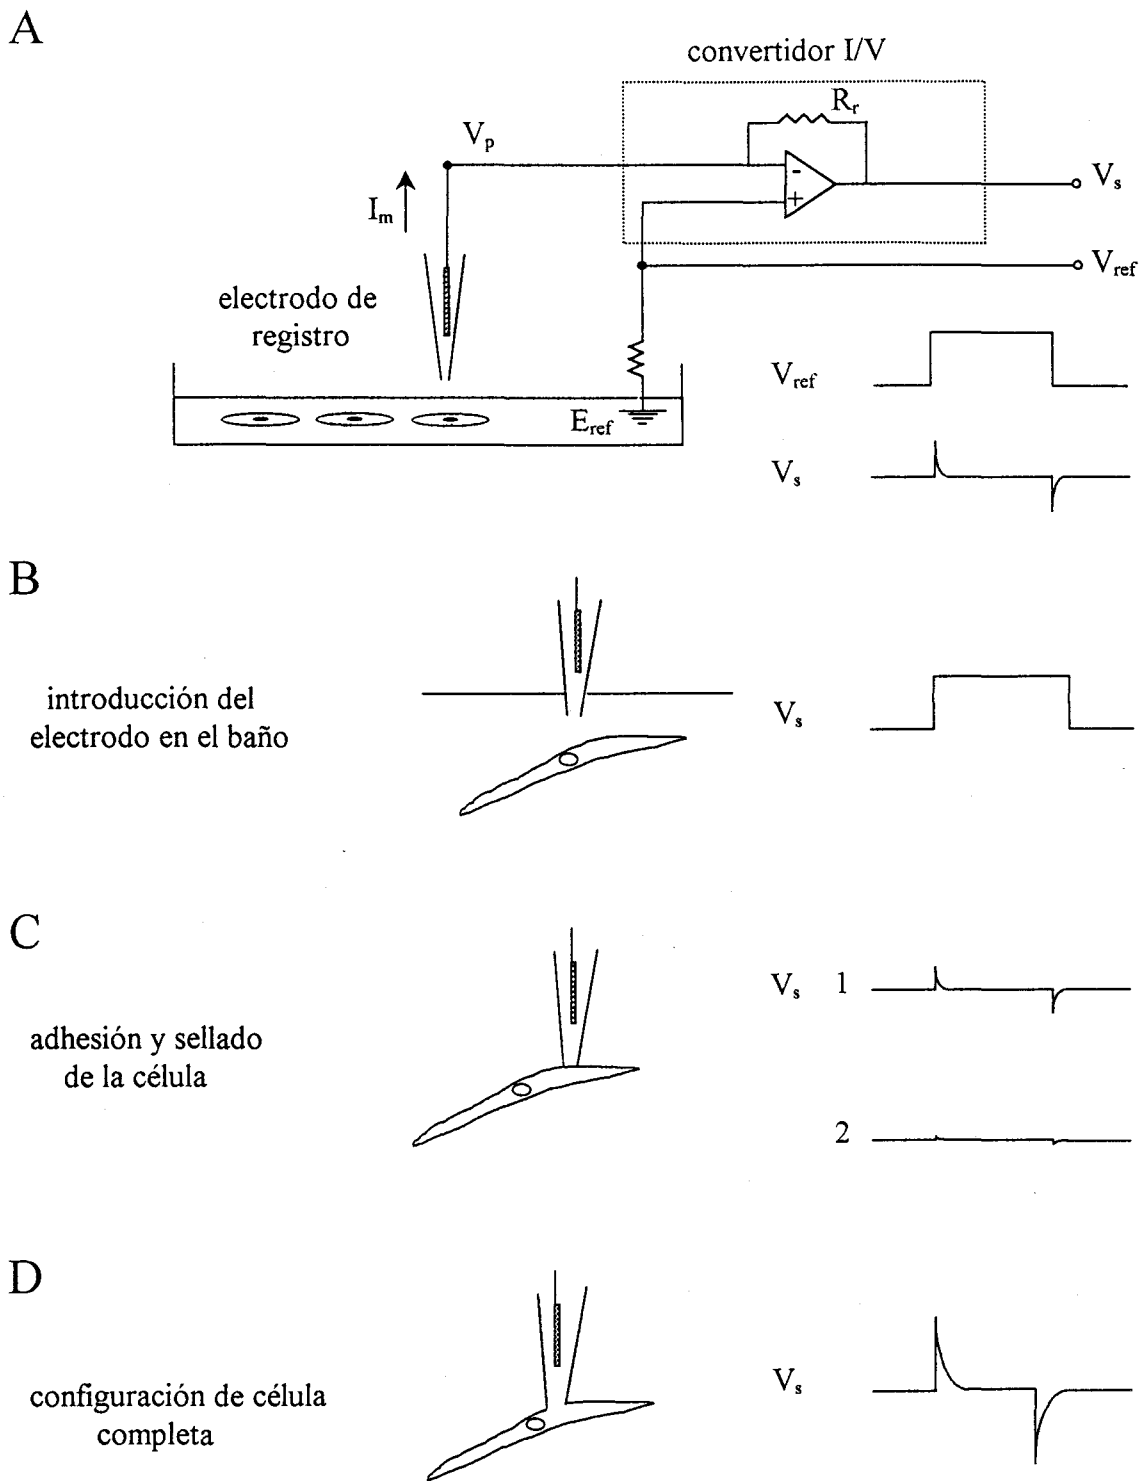 A
convertidor I/V
R_r
V_p
-
+
V_s
I_m
V_ref
electrodo de
registro
V_ref
E_ref
V_s
B
introducción del
electrodo en el baño
V_s
C
V_s 1
adhesión y sellado
de la célula
2
D
V_s
configuración de célula
completa